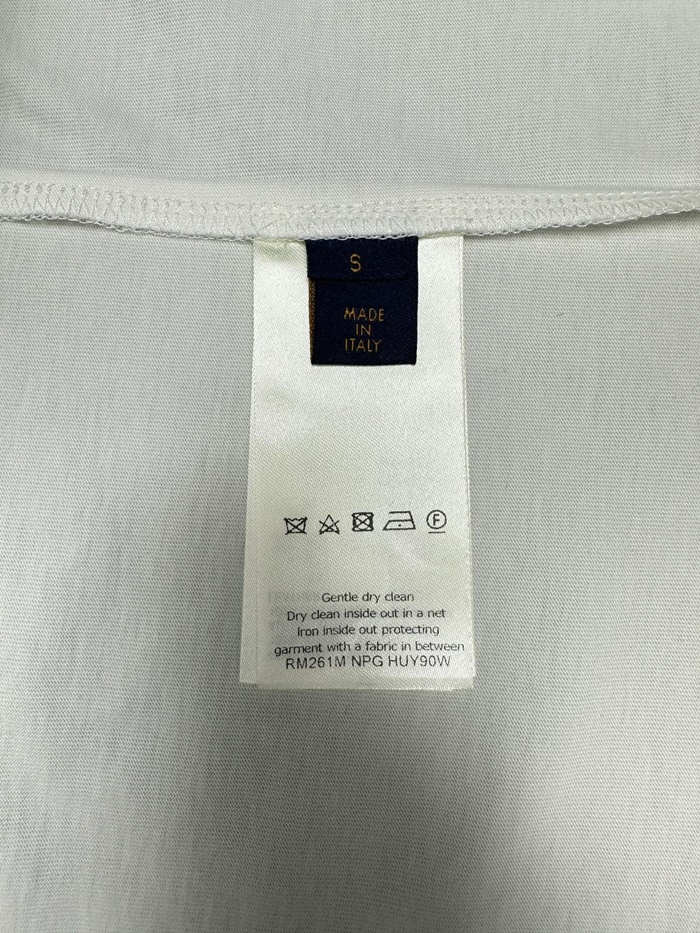 S
MADE
IN
ITALY
F
Gentle dry clean
Dry clean inside out in a net
Iron inside out protecting
garment with a fabric in between
RM261M NPG HUY90W